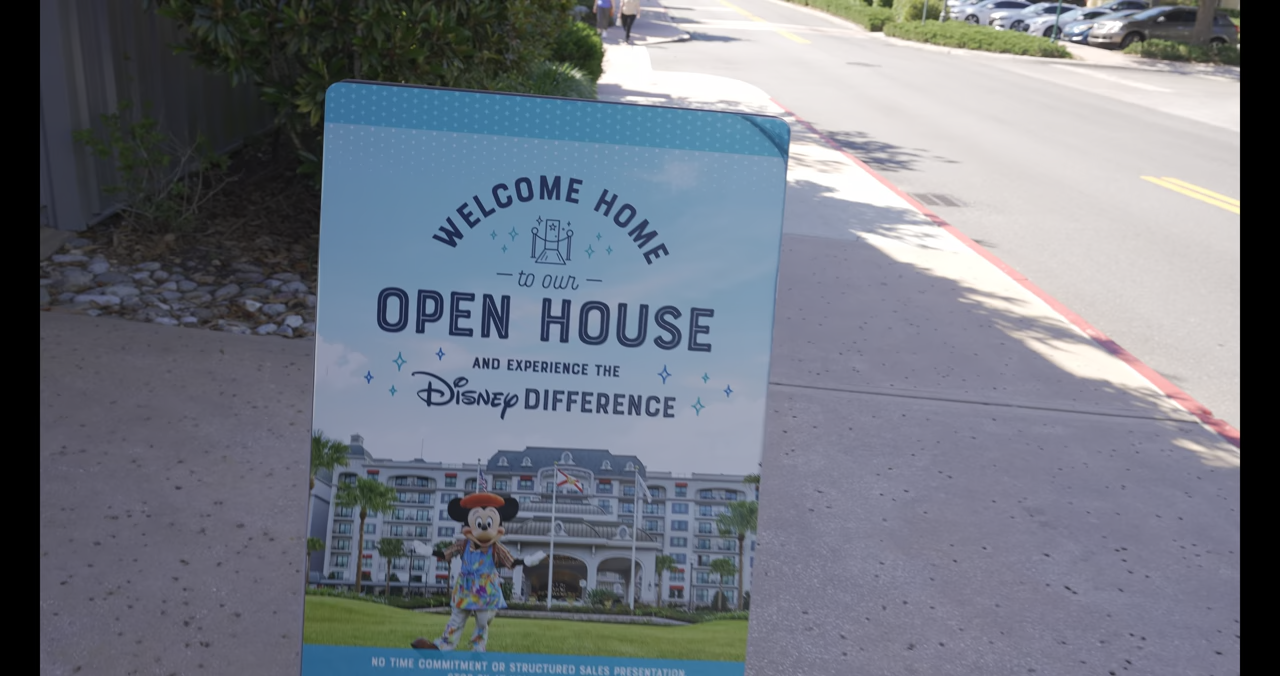 WELCOME HOME
to our
OPEN HOUSE
AND EXPERIENCE THE
Disney DIFFERENCE
NO TIME COMMITMENT OR STRUCTURED SALES PRESENTATION